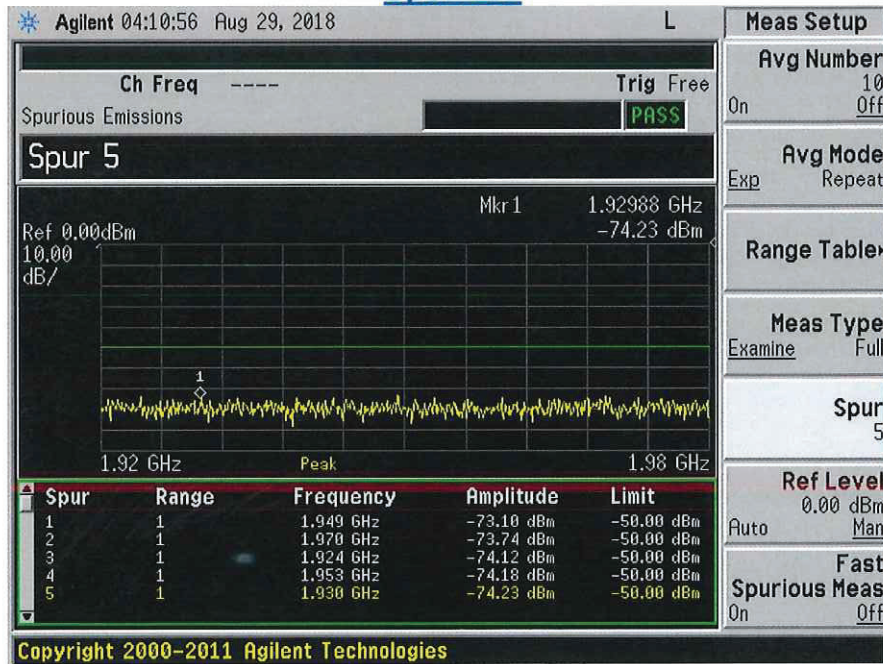 Agilent 04:10:56 Aug 29, 2018 L
Meas Setup
Ch Freq ---- Trig Free
Spurious Emissions PASS
Spur 5
Mkr1 1.92988 GHz
Ref 0.00dBm -74.23 dBm
10.00
dB/
1
1.92 GHz Peak 1.98 GHz
Spur Range Frequency Amplitude Limit
1 1 1.949 GHz -73.10 dBm -50.00 dBm
2 1 1.970 GHz -73.74 dBm -50.00 dBm
3 1 1.924 GHz -74.12 dBm -50.00 dBm
4 1 1.953 GHz -74.18 dBm -50.00 dBm
5 1 1.930 GHz -74.23 dBm -50.00 dBm
Avg Number
10
On Off
Avg Mode
Exp Repeat
Range Table
Meas Type
Examine Full
Spur
5
Ref Level
0.00 dBm
Auto Man
Fast
Spurious Meas
On Off
Copyright 2000-2011 Agilent Technologies